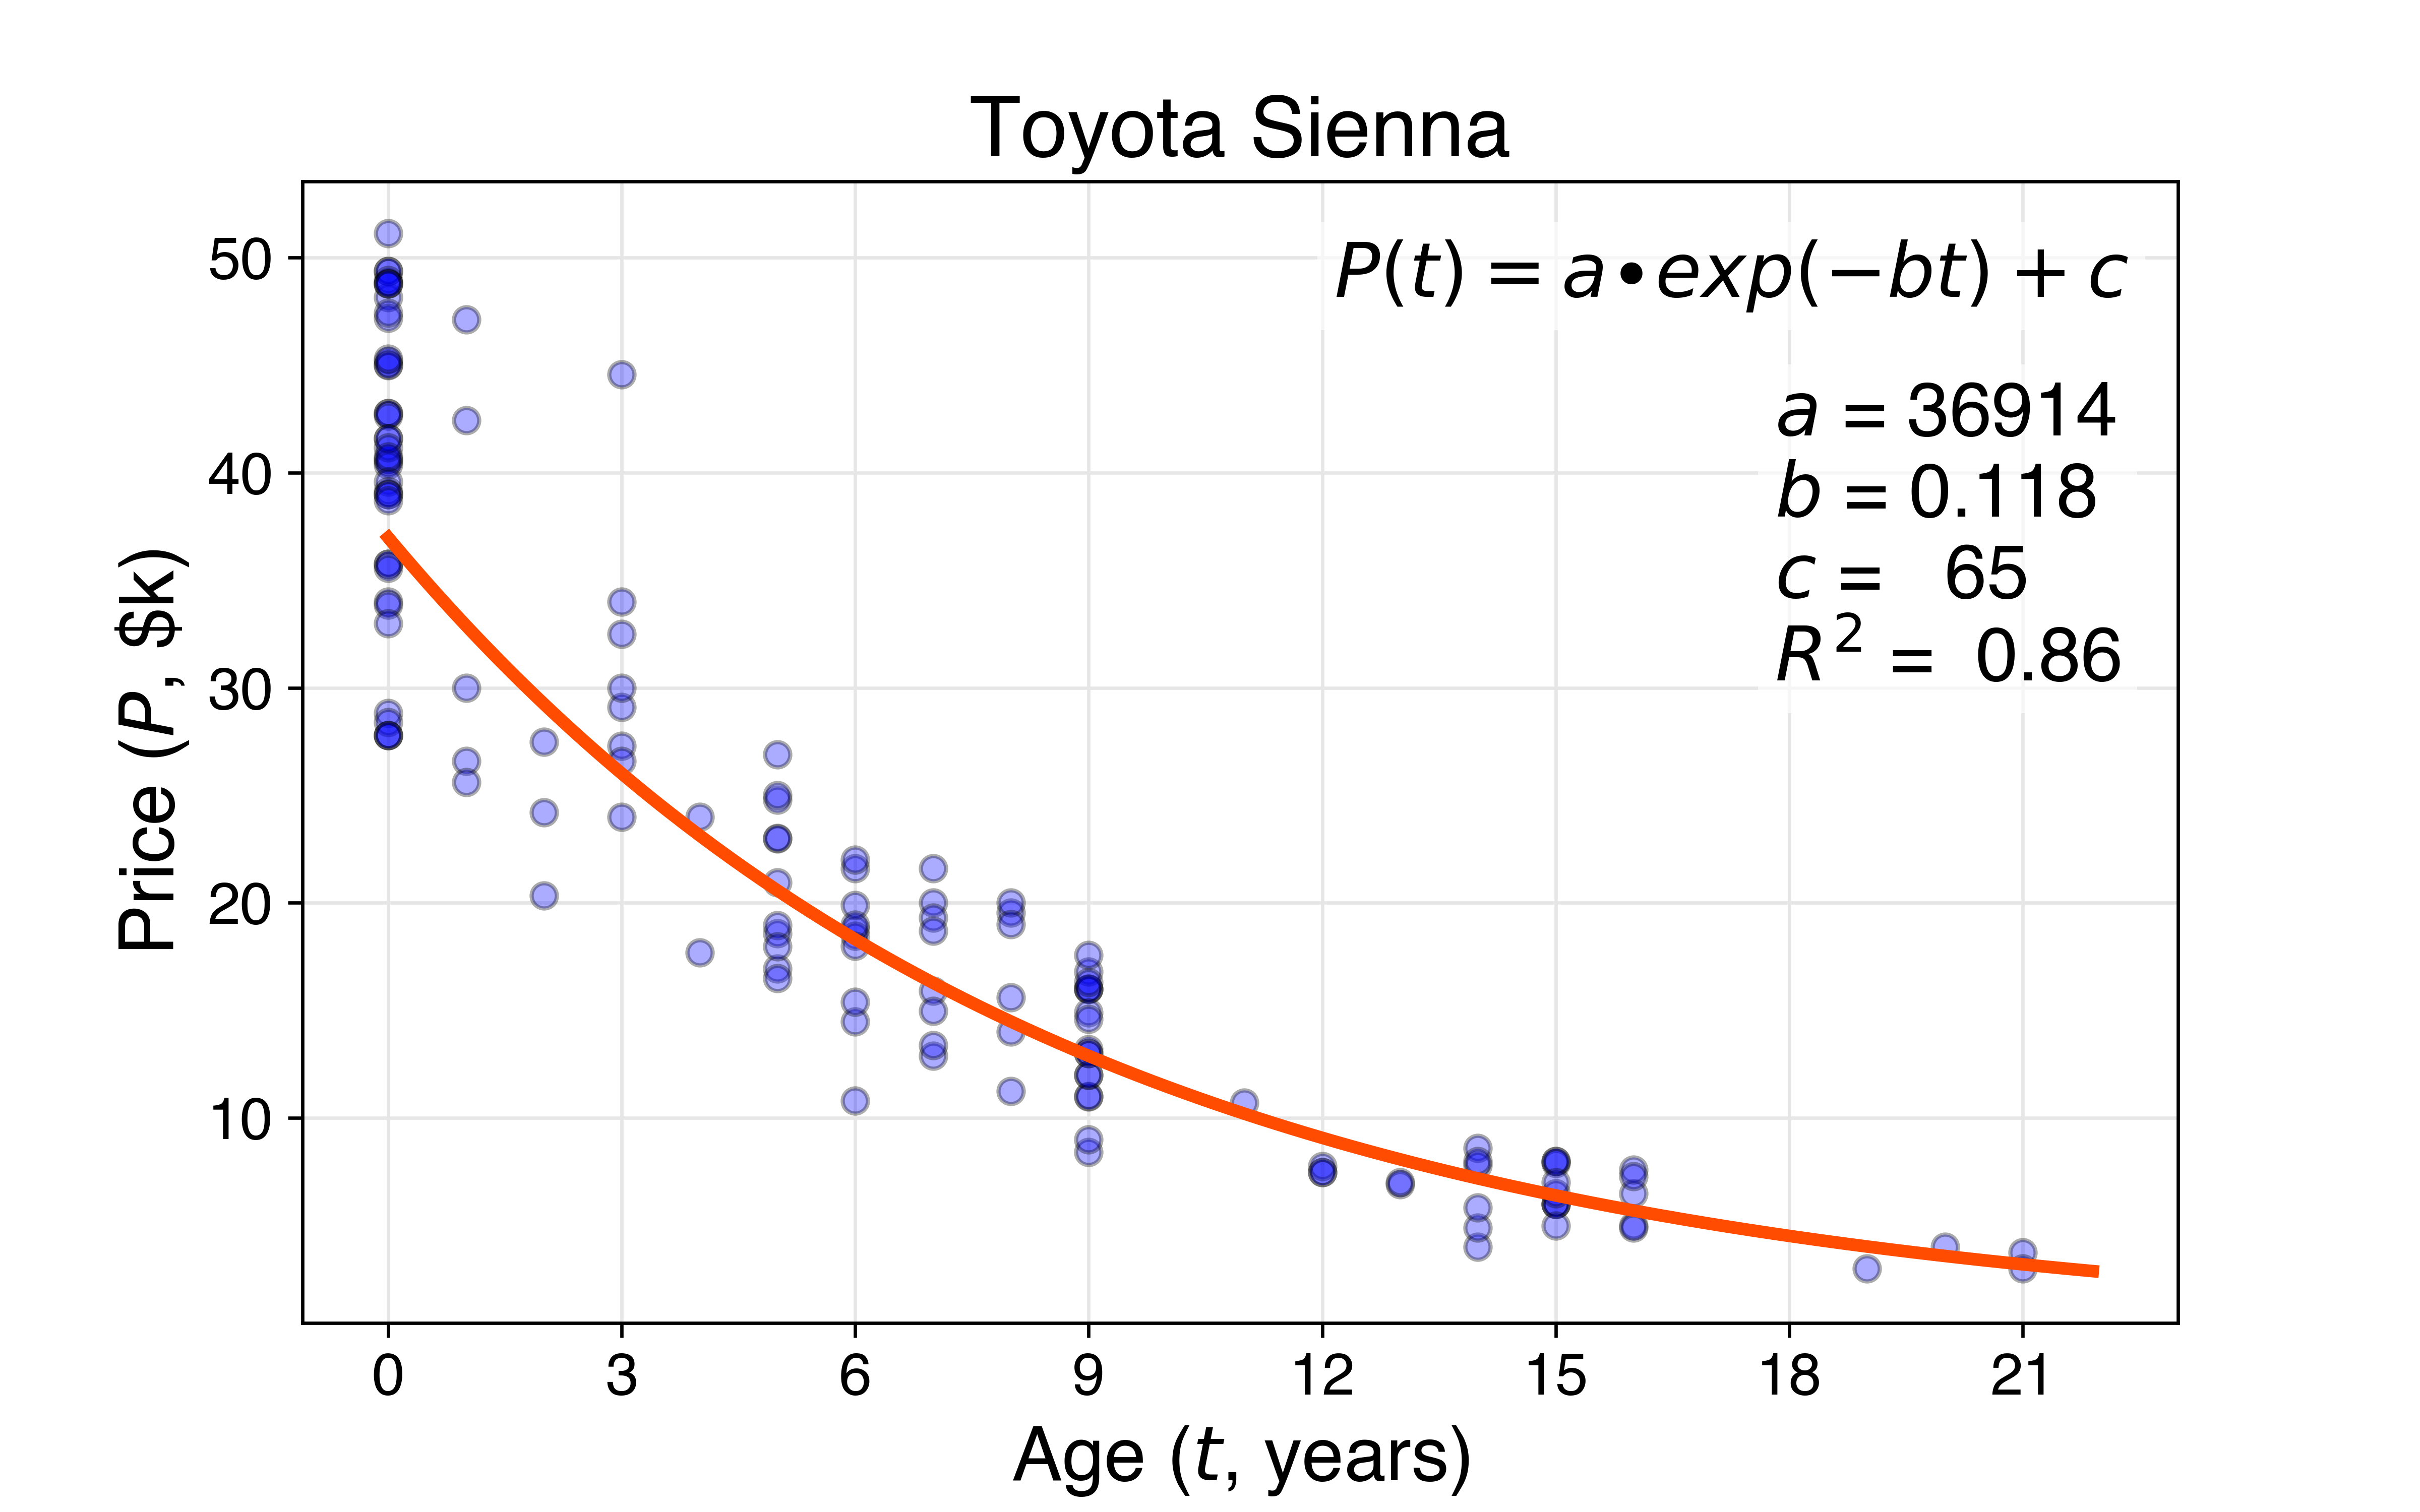 Toyota Sienna
P(t) = a•exp(−bt) + c
a = 36914
b = 0.118
c = 65
R² = 0.86
Price (P, $k)
50
40
30
20
10
0 3 6 9 12 15 18 21
Age (t, years)